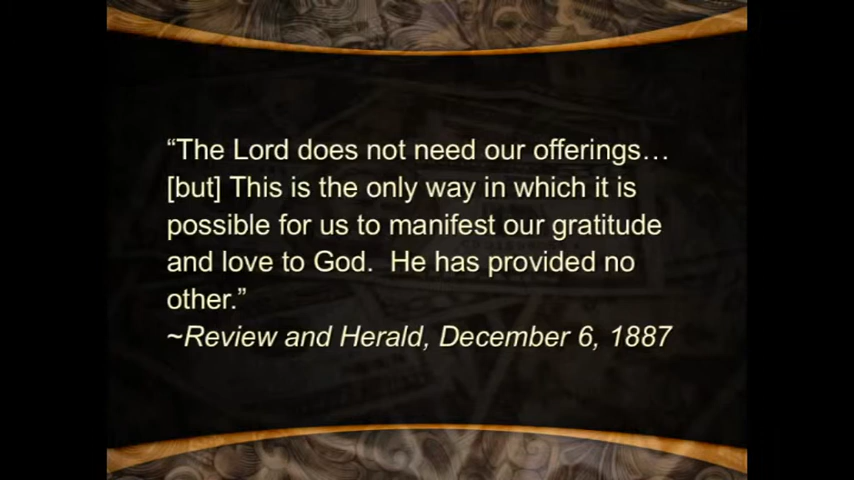 “The Lord does not need our offerings…
[but] This is the only way in which it is
possible for us to manifest our gratitude
and love to God.  He has provided no
other.”
~Review and Herald, December 6, 1887